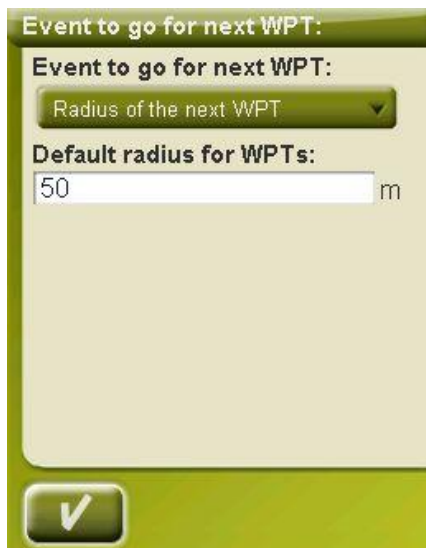 Event to go for next WPT:
Event to go for next WPT:
Radius of the next WPT
Default radius for WPTs:
50 m